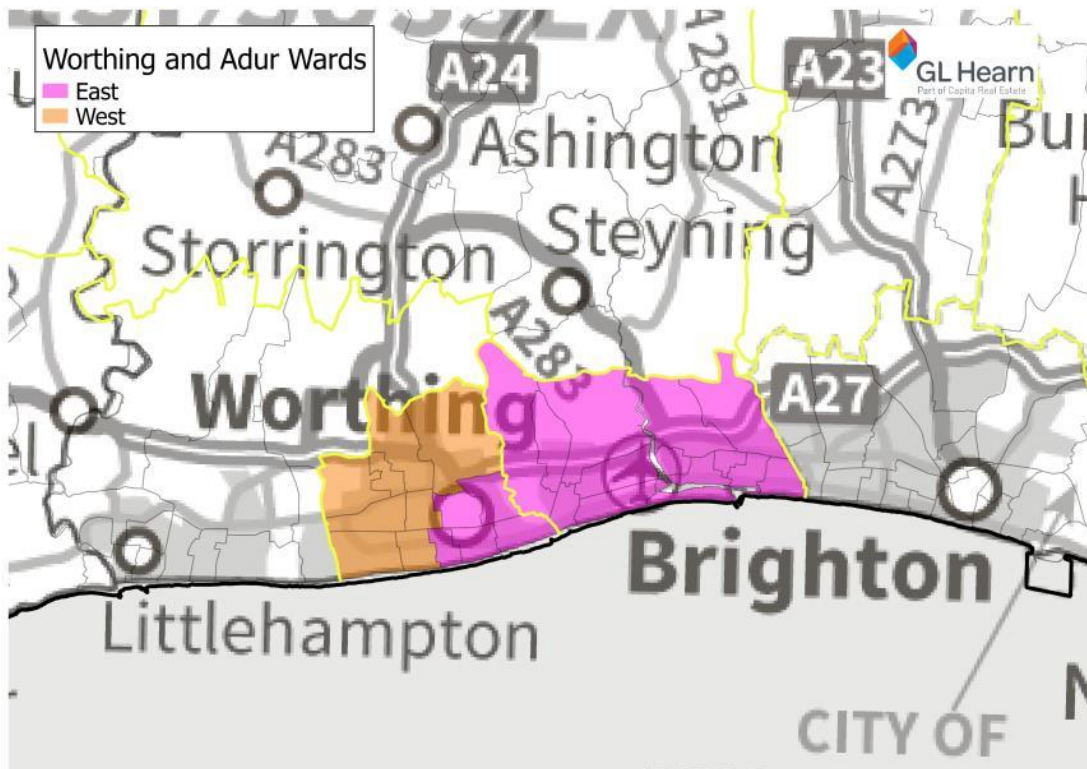 Worthing and Adur Wards
East
West
GL Hearn
Part of Capita Real Estate
A24
A281
A23
A273
A283
Ashington
Storrington
Steyning
A283
Worthing
A27
Brighton
Littlehampton
CITY OF